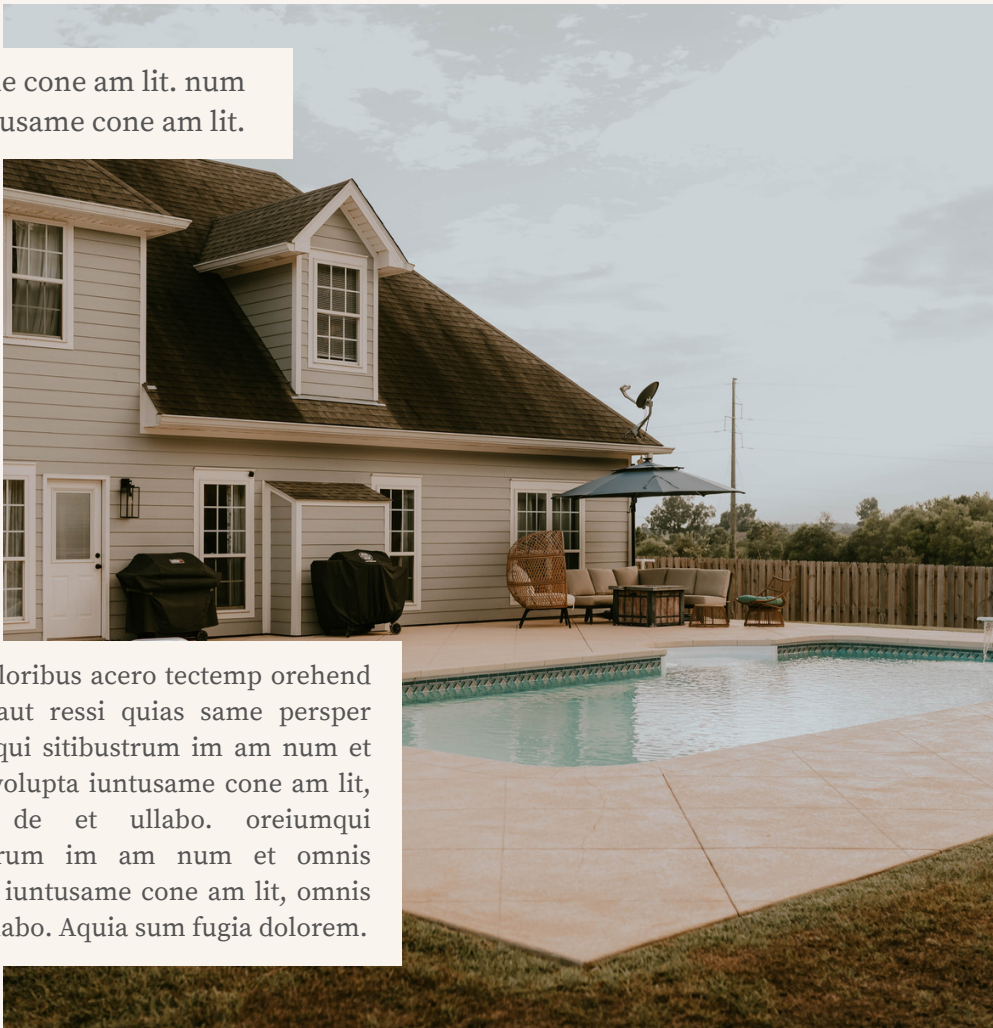 e cone am lit. num
usame cone am lit.
loribus acero tectemp orehend
aut ressi quias same persper
qui sitibustrum im am num et
volupta iuntusame cone am lit,
de et ullabo. oreiumqui
rum im am num et omnis
iuntusame cone am lit, omnis
abo. Aquia sum fugia dolorem.